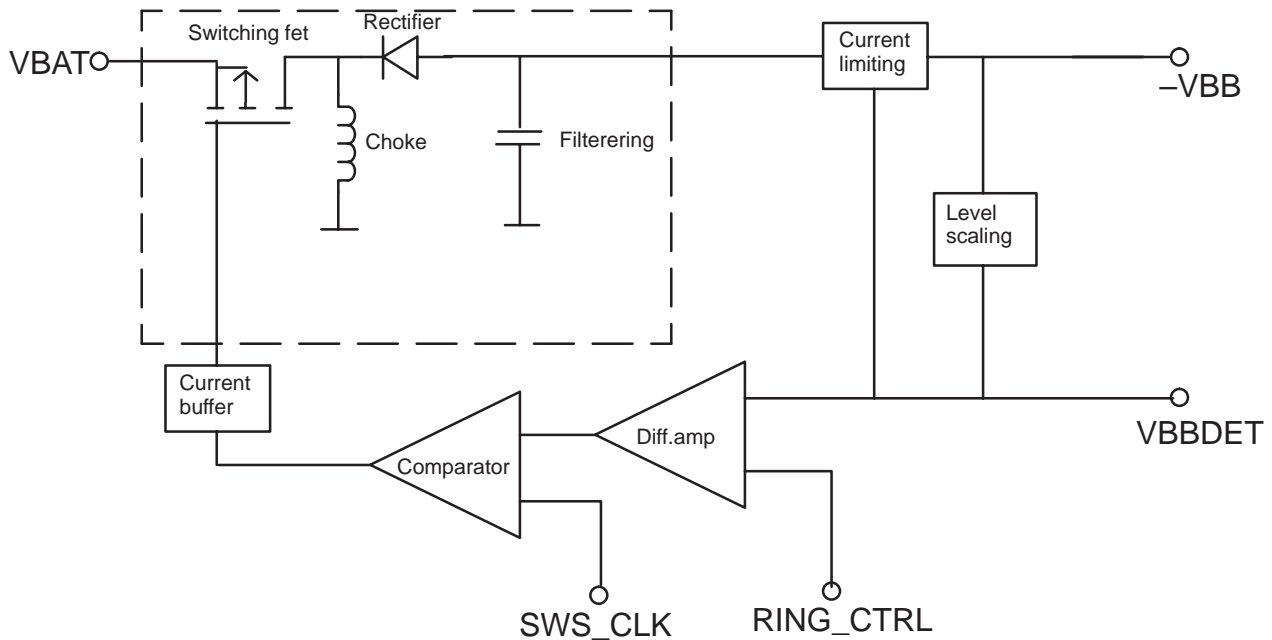 Rectifier
Switching fet
Current
limiting
VBAT
–VBB
Choke
Filterering
Level
scaling
Current
buffer
Diff.amp
VBBDET
Comparator
SWS_CLK
RING_CTRL